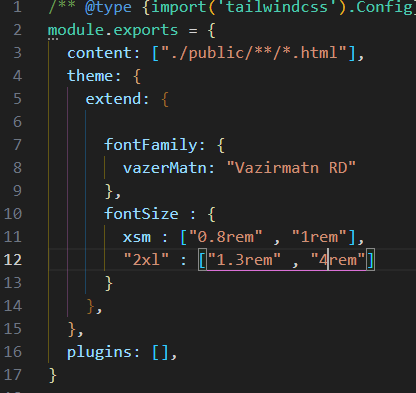 1 /** @type {import('tailwindcss').Config
2 module.exports = {
3 content: ["./public/**/*.html"],
4 theme: {
5 extend: {
6
7 fontFamily: {
8 vazerMatn: "Vazirmatn RD"
9 },
10 fontSize : {
11 xsm : ["0.8rem" , "1rem"],
12 "2xl" : ["1.3rem" , "4rem"]
13 }
14 },
15 },
16 plugins: [],
17 }